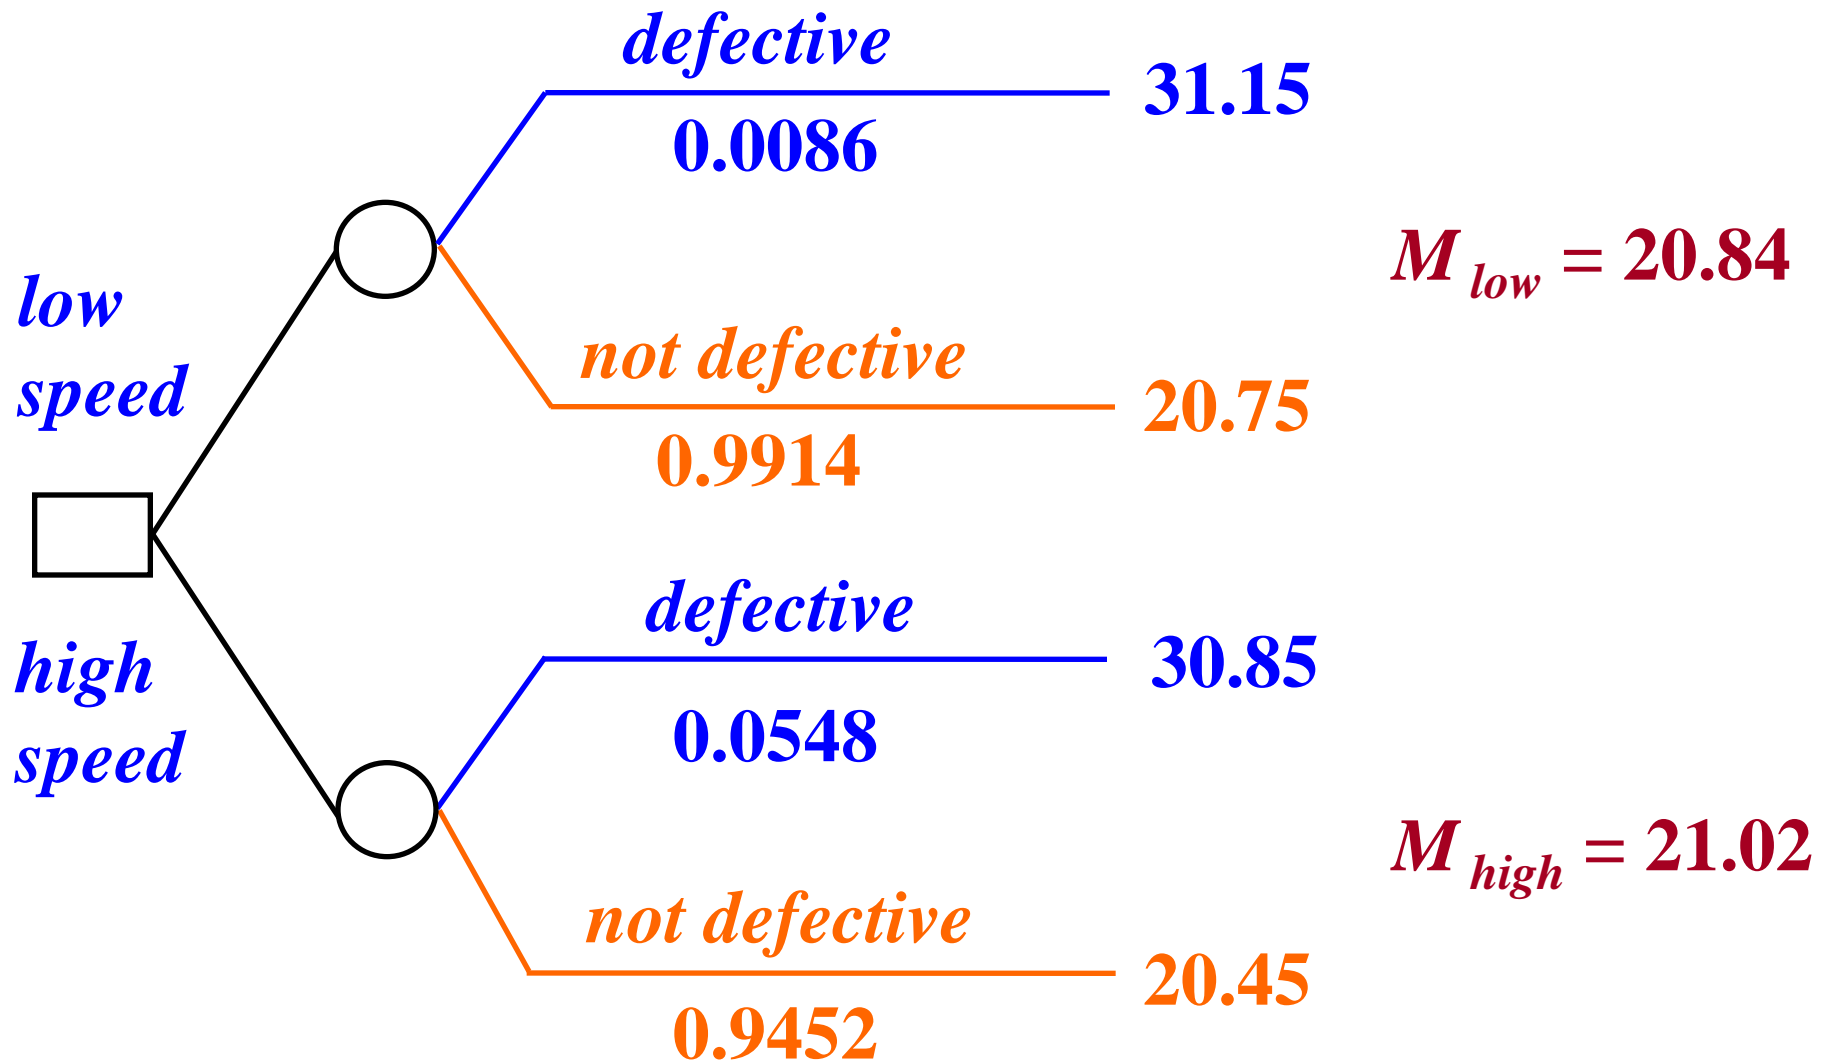 defective
31.15
0.0086
M low = 20.84
low
speed
not defective
20.75
0.9914
defective
30.85
high
speed
0.0548
M high = 21.02
not defective
20.45
0.9452